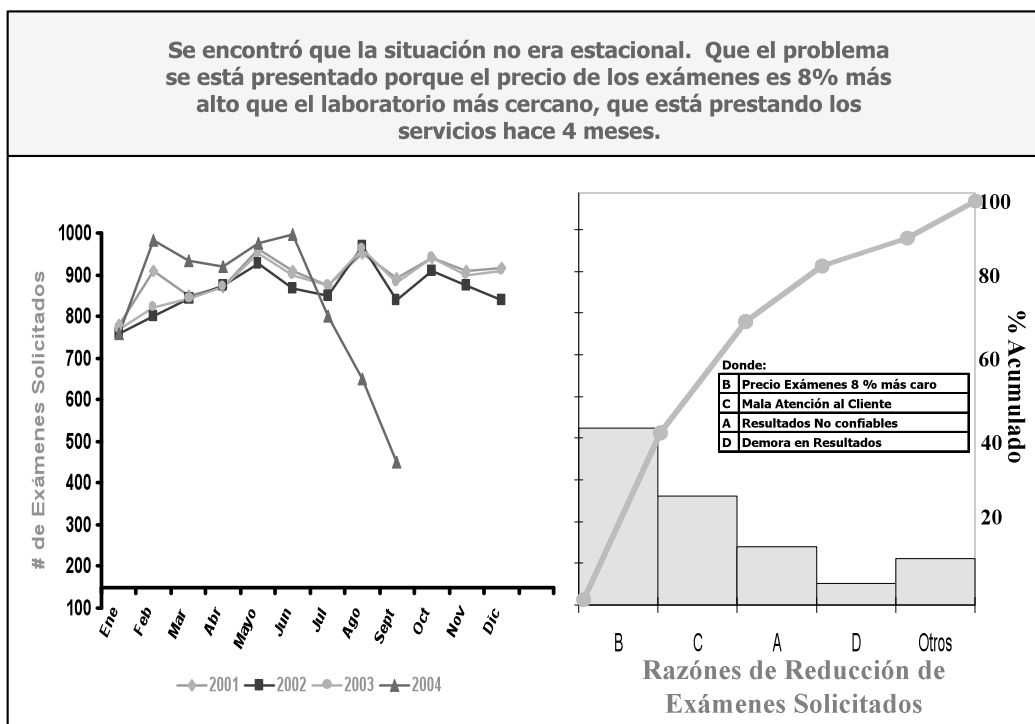 Se encontró que la situación no era estacional. Que el problema
se está presentado porque el precio de los exámenes es 8% más
alto que el laboratorio más cercano, que está prestando los
servicios hace 4 meses.
# de Exámenes Solicitados
1000
900
800
700
600
500
400
300
200
100
Ene
Feb
Mar
Abr
Mayo
Jun
Jul
Ago
Sept
Oct
Nov
Dic
2001
2002
2003
2004
100
80
60
40
20
% Acumulado
Donde:
B Precio Exámenes 8 % más caro
C Mala Atención al Cliente
A Resultados No confiables
D Demora en Resultados
B
C
A
D
Otros
Razónes de Reducción de
Exámenes Solicitados